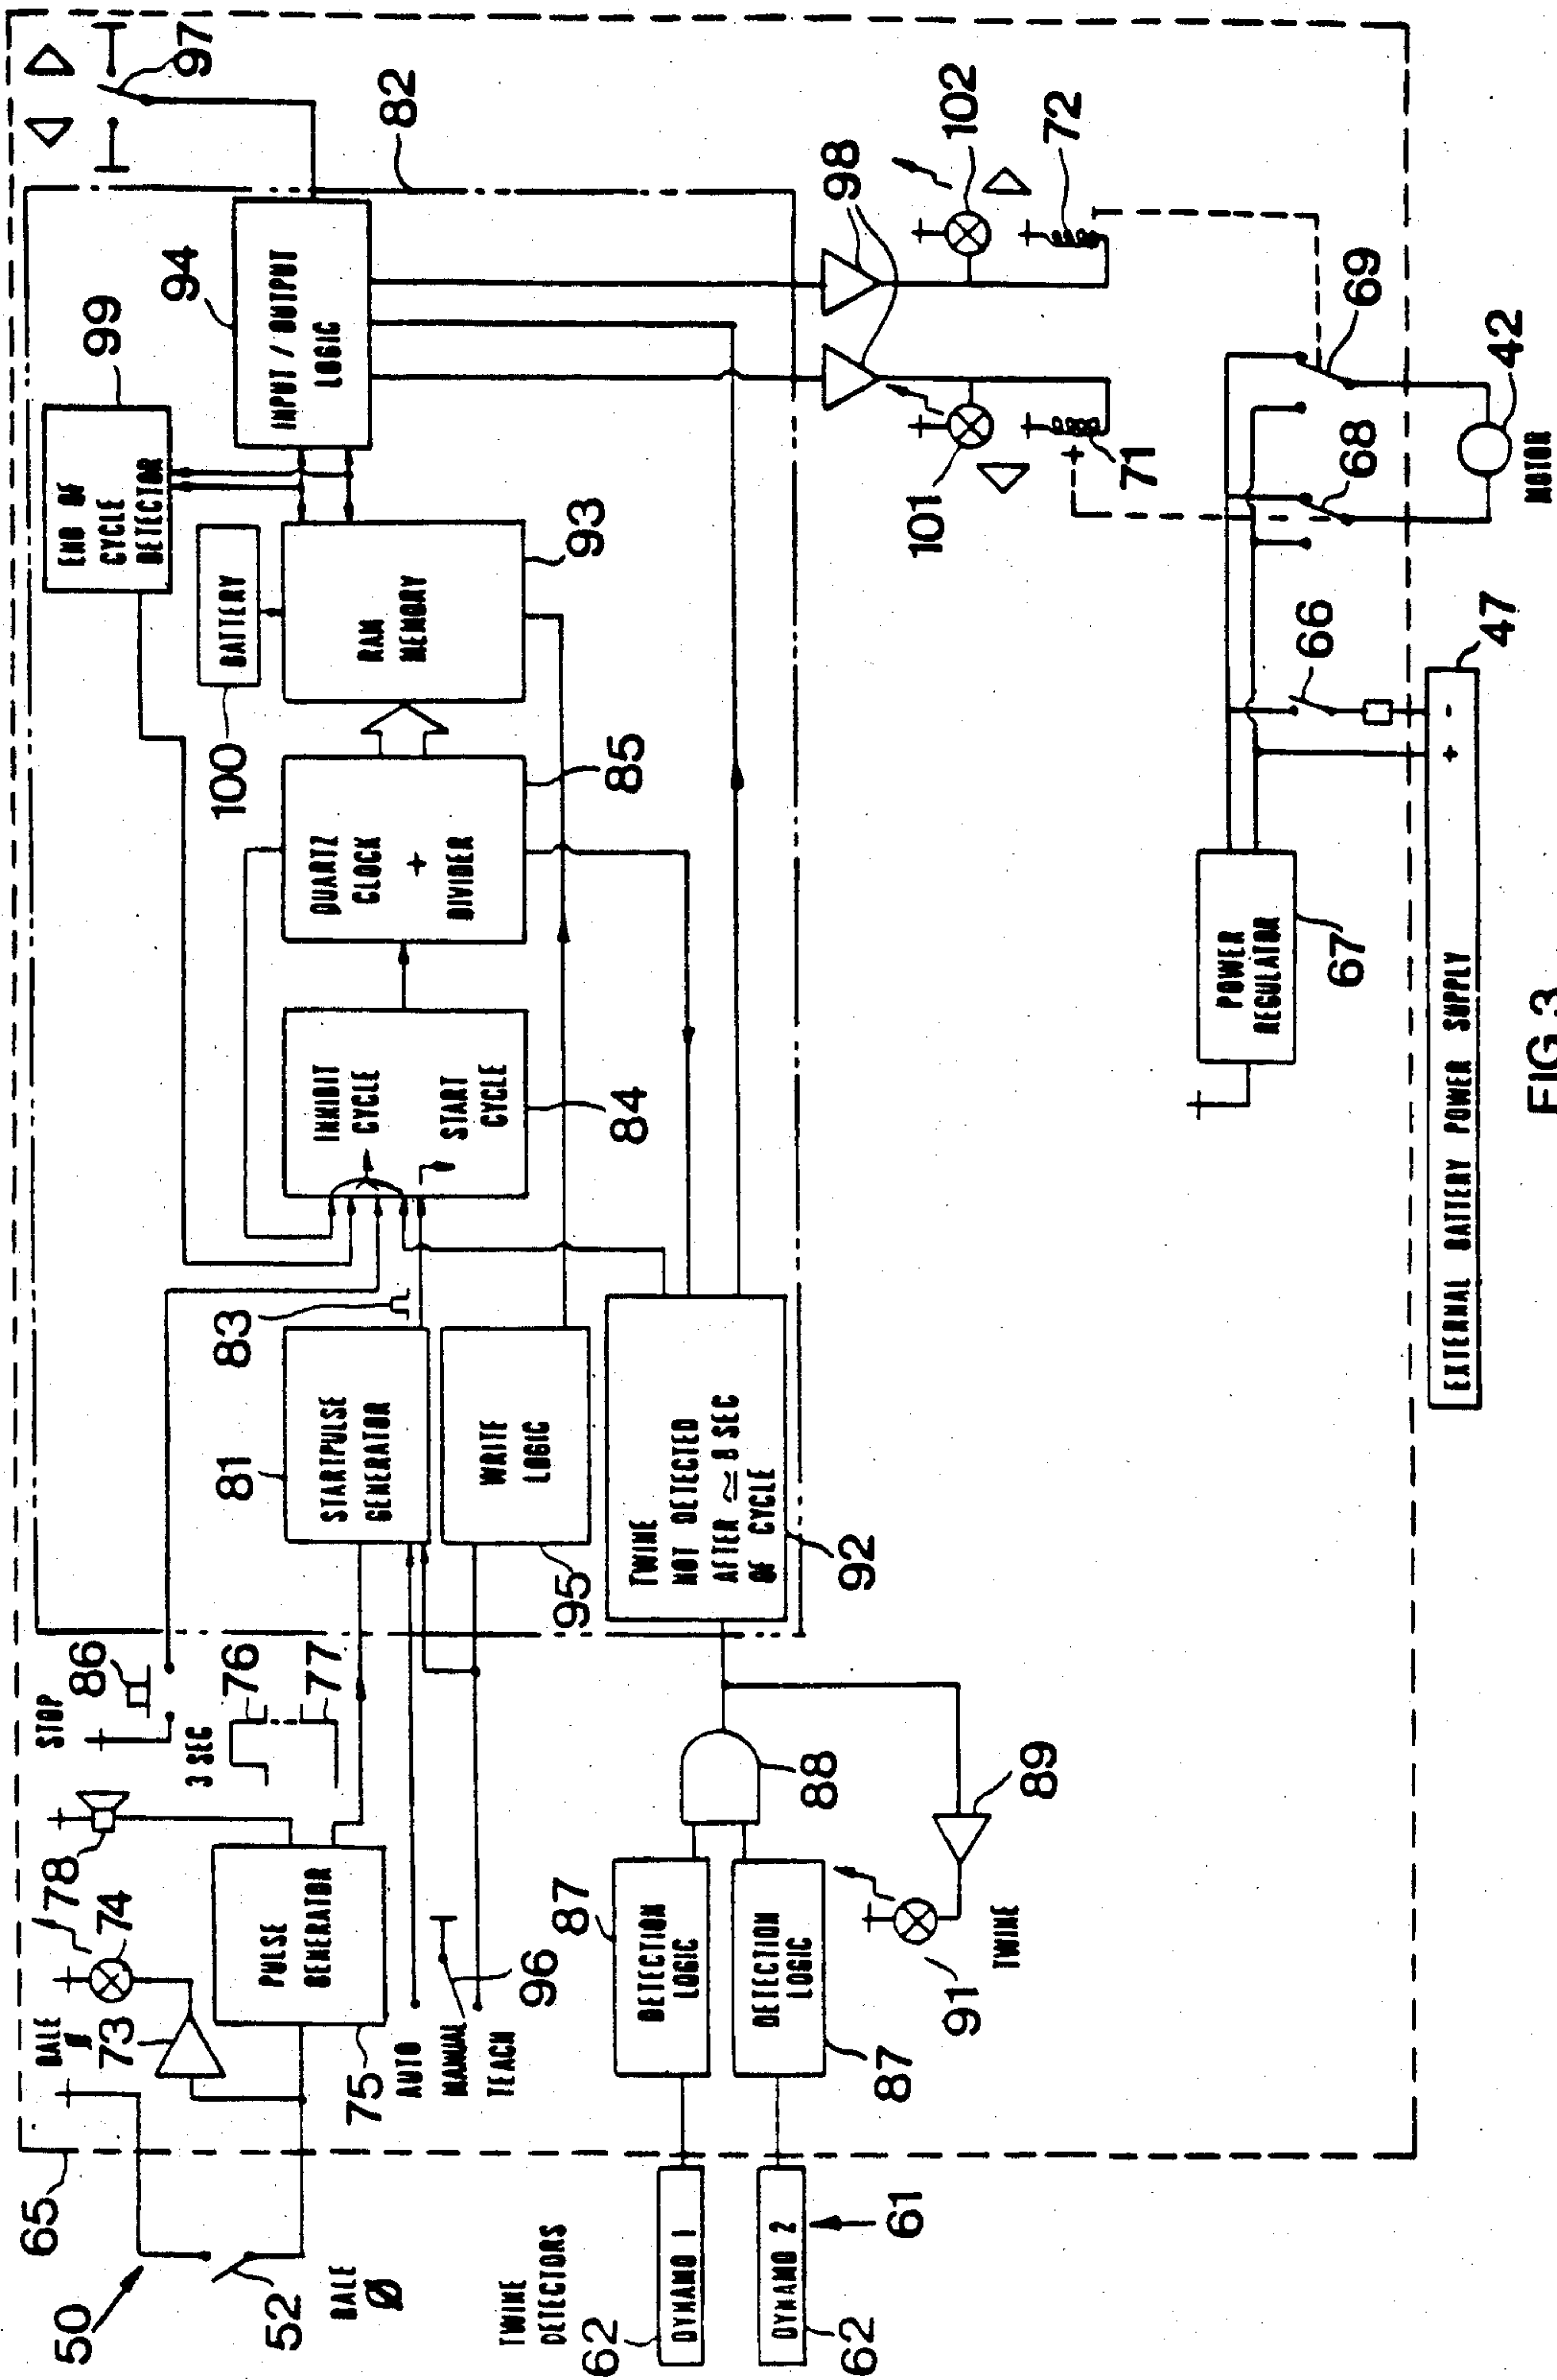 65
50
52
BALE
Ø
BALE
Ø
73
74
78
75
PULSE
GENERATOR
3 SEC
76
77
STOP
86
AUTO
MANUAL
TEACH
96
TWINE
DETECTORS
62
DYNAMO 1
DYNAMO 2
62
61
87
DETECTION
LOGIC
DETECTION
LOGIC
87
88
89
91
TWINE
81
STARTPULSE
GENERATOR
83
WRITE
LOGIC
95
TWINE
NOT DETECTED
AFTER ≃ 8 SEC
OF CYCLE
92
INHIBIT
CYCLE
START
CYCLE
84
QUARTZ
CLOCK
+
DIVIDER
85
100
BATTERY
RAM
MEMORY
93
END OF
CYCLE
DETECTOR
99
94
INPUT / OUTPUT
LOGIC
97
82
98
101
102
71
72
POWER
REGULATOR
67
66
68
69
42
MOTOR
EXTERNAL BATTERY POWER SUPPLY
+ -
47
FIG.3